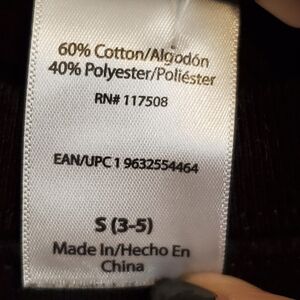 60% Cotton/Algodón
40% Polyester/Poliéster
RN# 117508
EAN/UPC 1 9632554464
S (3-5)
Made In/Hecho En
China